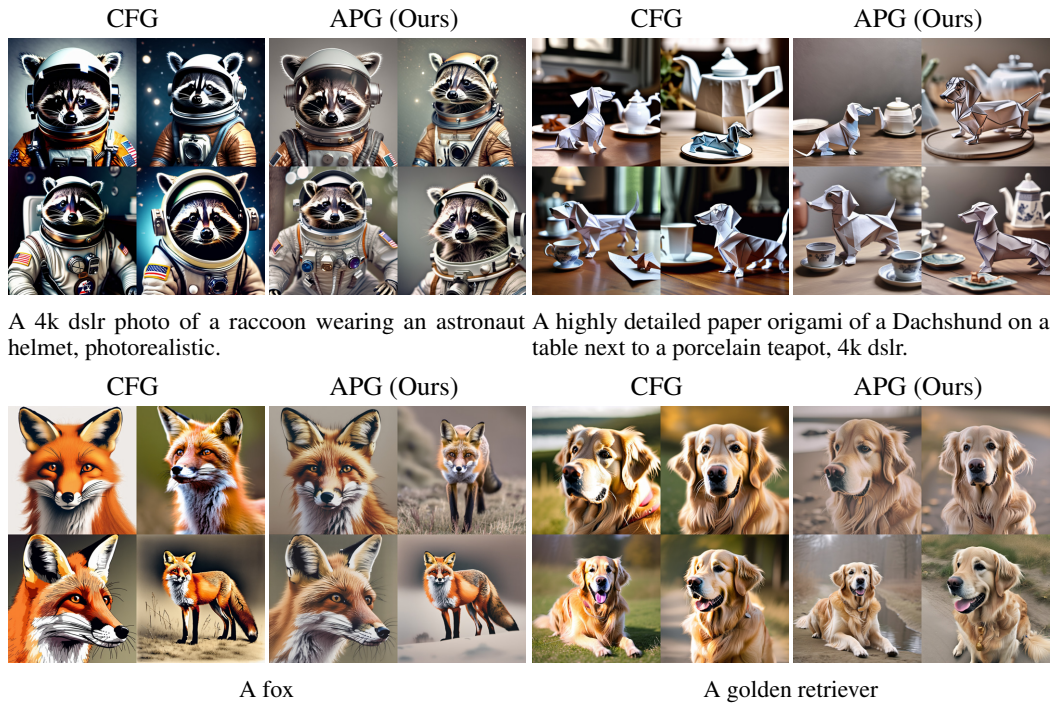 CFG
APG (Ours)
CFG
APG (Ours)
A 4k dslr photo of a raccoon wearing an astronaut
helmet, photorealistic.
A highly detailed paper origami of a Dachshund on a
table next to a porcelain teapot, 4k dslr.
CFG
APG (Ours)
CFG
APG (Ours)
A fox
A golden retriever